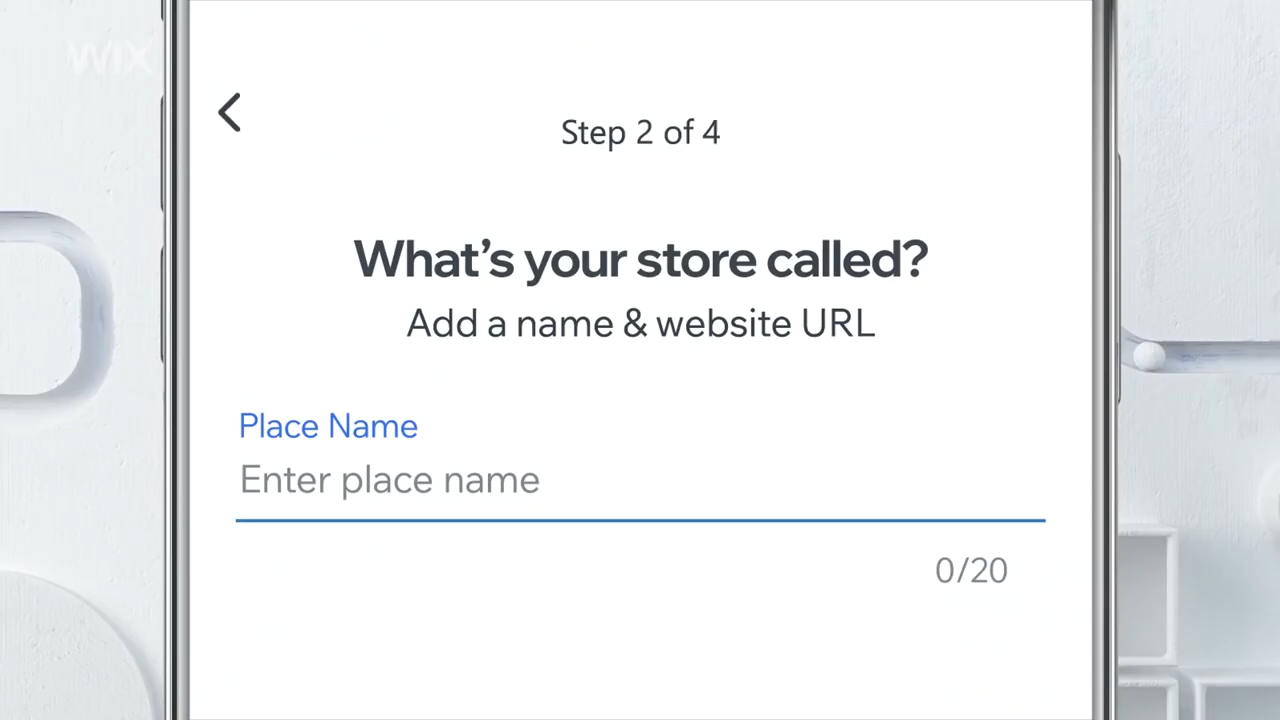 WIX
Step 2 of 4
What's your store called?
Add a name & website URL
Place Name
Enter place name
0/20